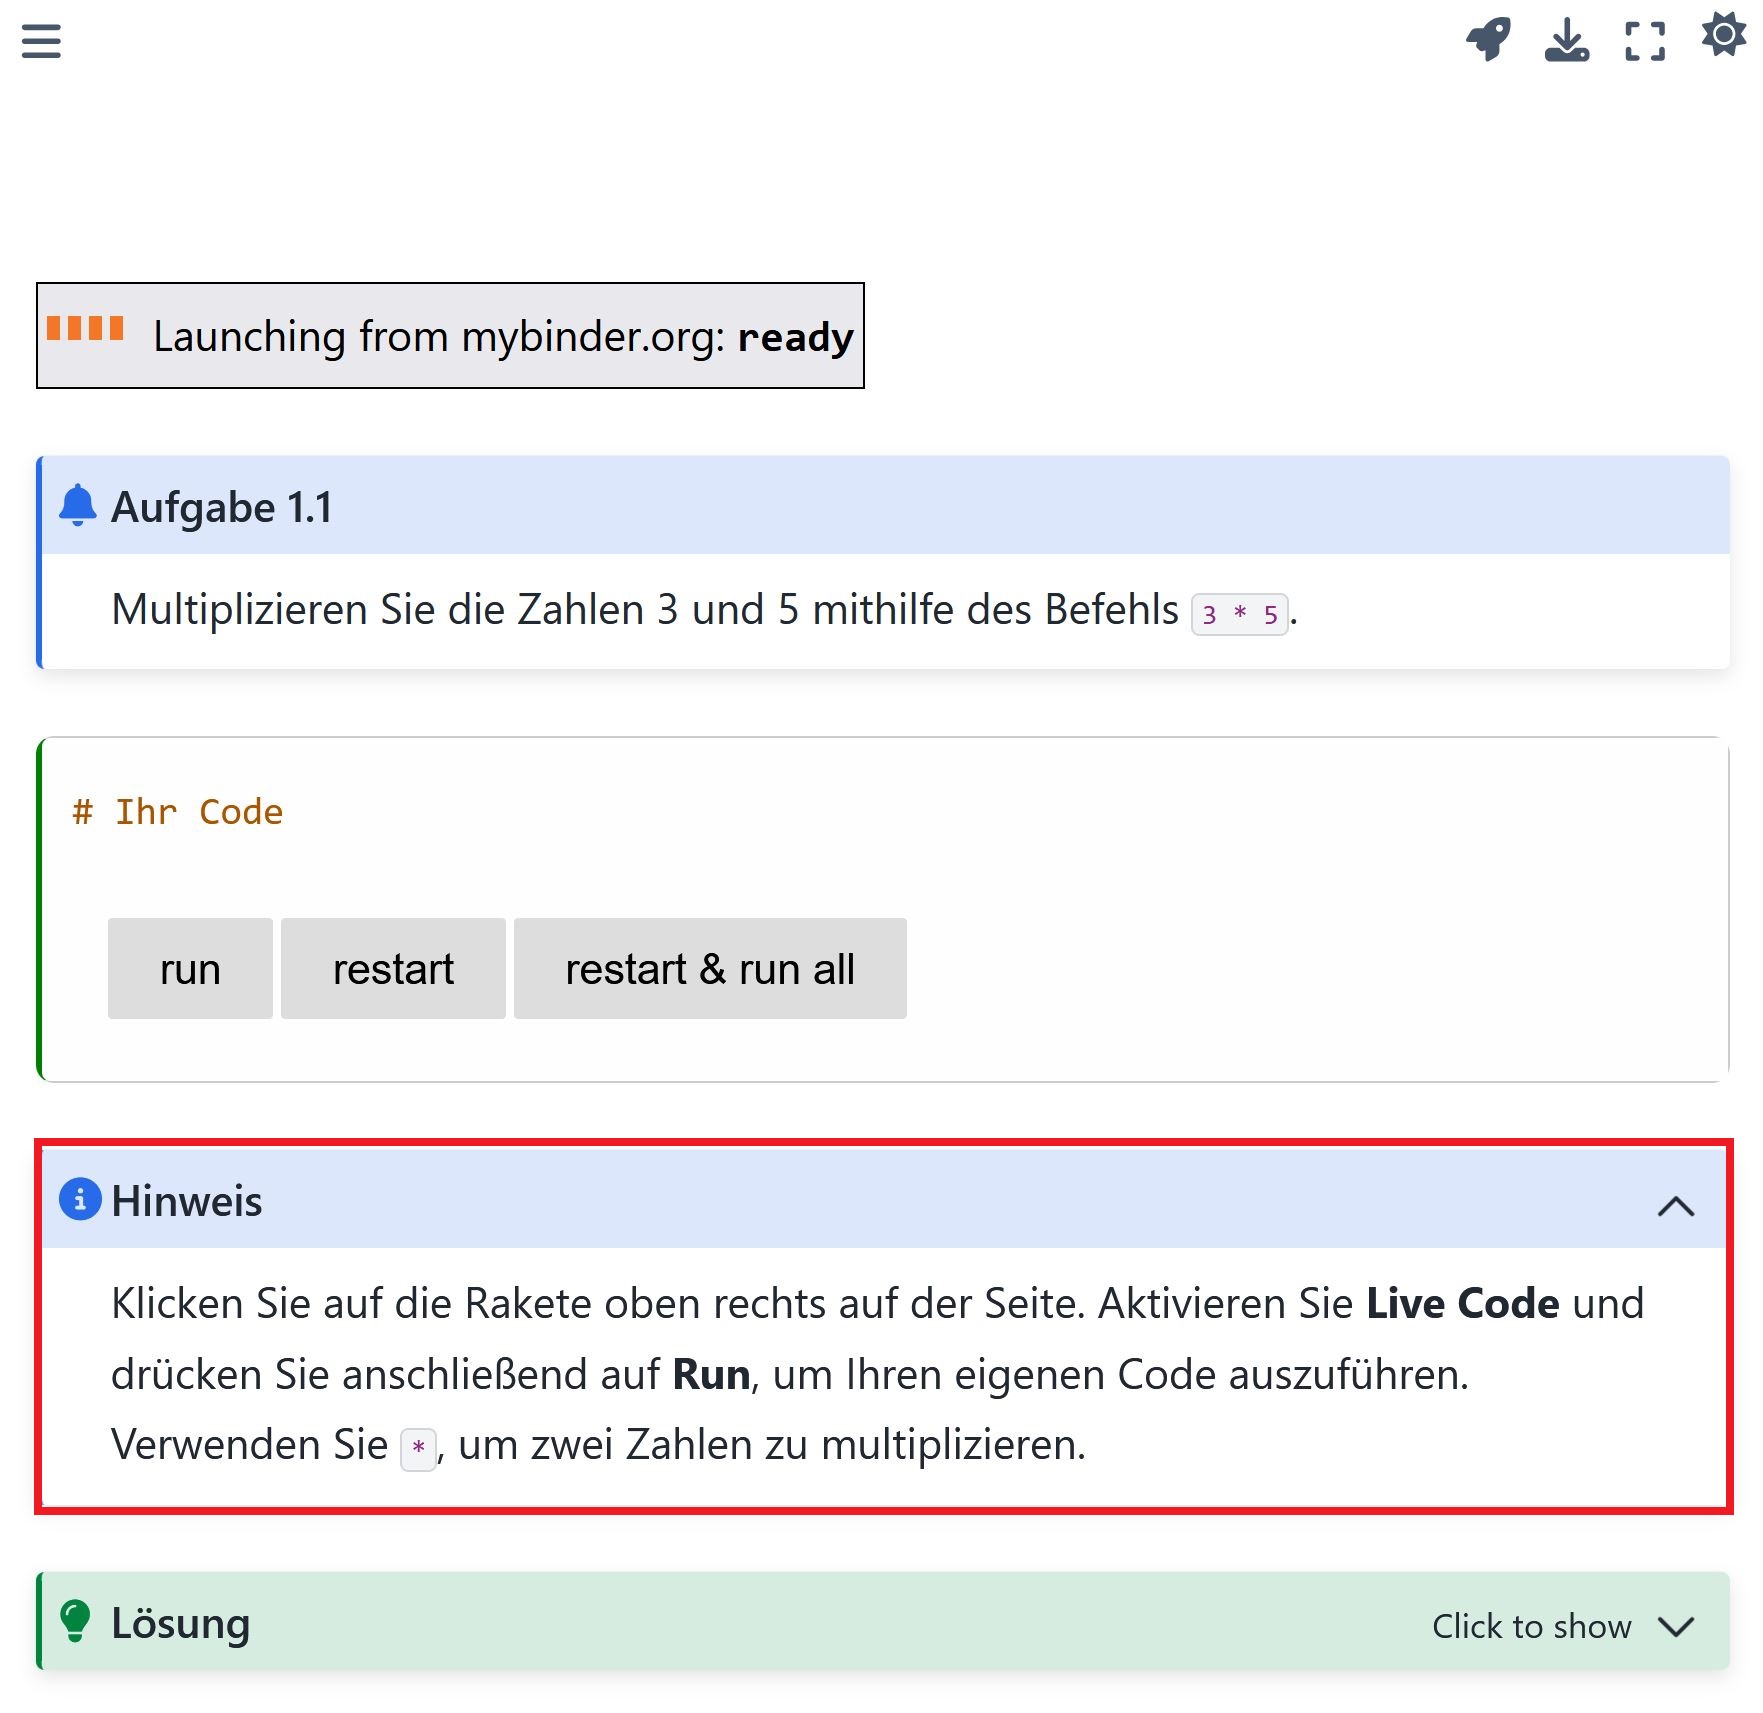 Launching from mybinder.org: ready
Aufgabe 1.1
Multiplizieren Sie die Zahlen 3 und 5 mithilfe des Befehls 3 * 5.
# Ihr Code
run restart restart & run all
Hinweis
Klicken Sie auf die Rakete oben rechts auf der Seite. Aktivieren Sie Live Code und
drücken Sie anschließend auf Run, um Ihren eigenen Code auszuführen.
Verwenden Sie *, um zwei Zahlen zu multiplizieren.
Lösung Click to show